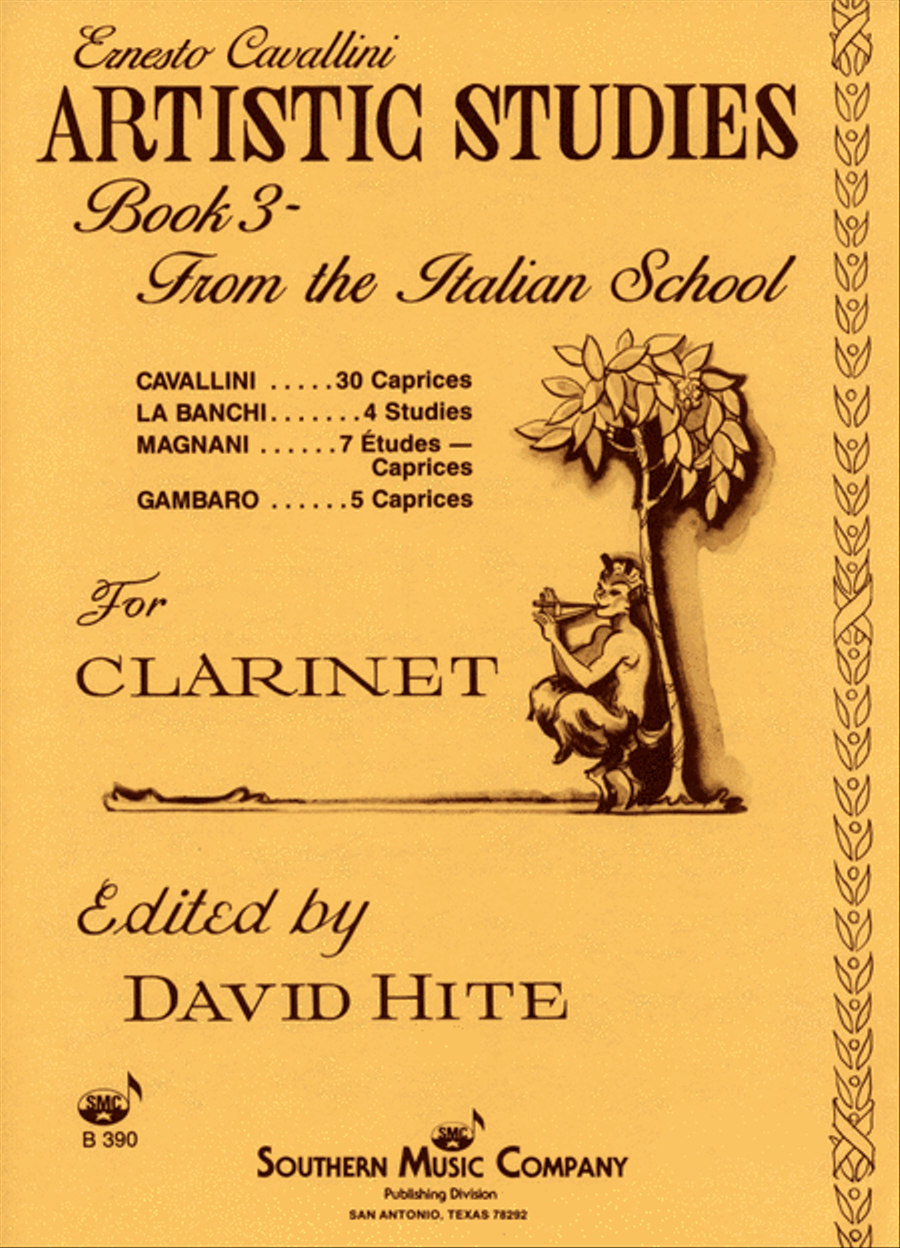 Ernesto Cavallini
ARTISTIC STUDIES
Book 3-
From the Italian School
CAVALLINI .....30 Caprices
LA BANCHI.......4 Studies
MAGNANI ......7 Études —
Caprices
GAMBARO ......5 Caprices
For
CLARINET
Edited by
DAVID HITE
SMC
B 390
SMC
SOUTHERN MUSIC COMPANY
Publishing Division
SAN ANTONIO, TEXAS 78292